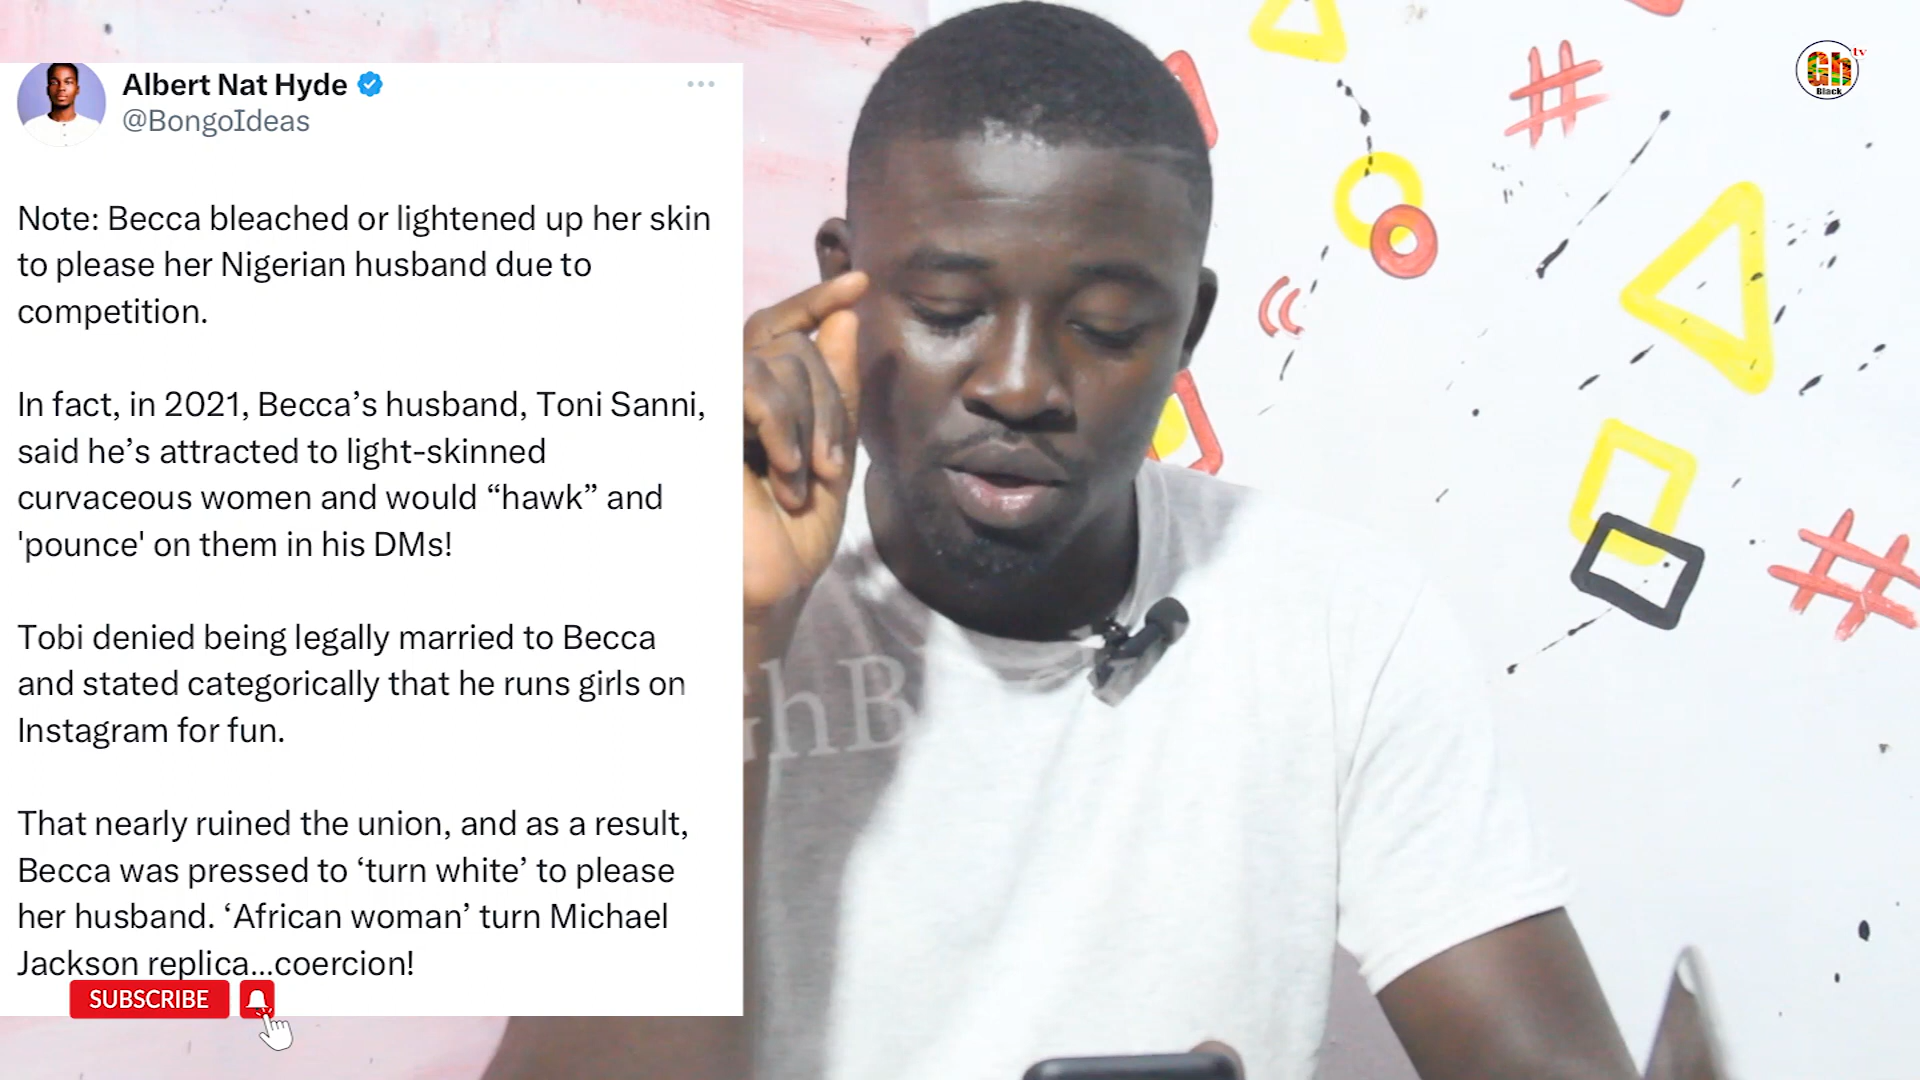 Albert Nat Hyde
@BongoIdeas
Note: Becca bleached or lightened up her skin
to please her Nigerian husband due to
competition.
In fact, in 2021, Becca’s husband, Toni Sanni,
said he’s attracted to light-skinned
curvaceous women and would “hawk” and
'pounce' on them in his DMs!
Tobi denied being legally married to Becca
and stated categorically that he runs girls on
Instagram for fun.
That nearly ruined the union, and as a result,
Becca was pressed to ‘turn white’ to please
her husband. ‘African woman’ turn Michael
Jackson replica...coercion!
SUBSCRIBE
Gh tv
Black
GhB